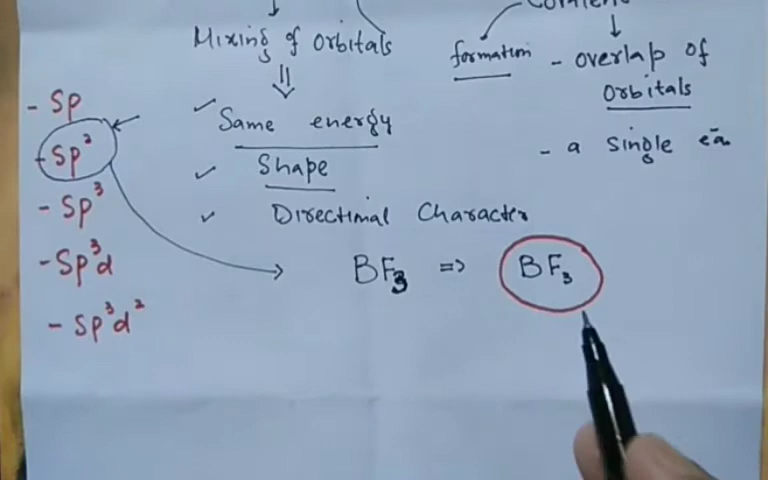 Mixing of orbitals
formation
- overlap of
orbitals
- a single
- Sp
- Sp²
- Sp³
- Sp³d
- Sp³d²
✓ Same energy
✓ Shape
✓ Directimal Character
BF₃ => BF₃